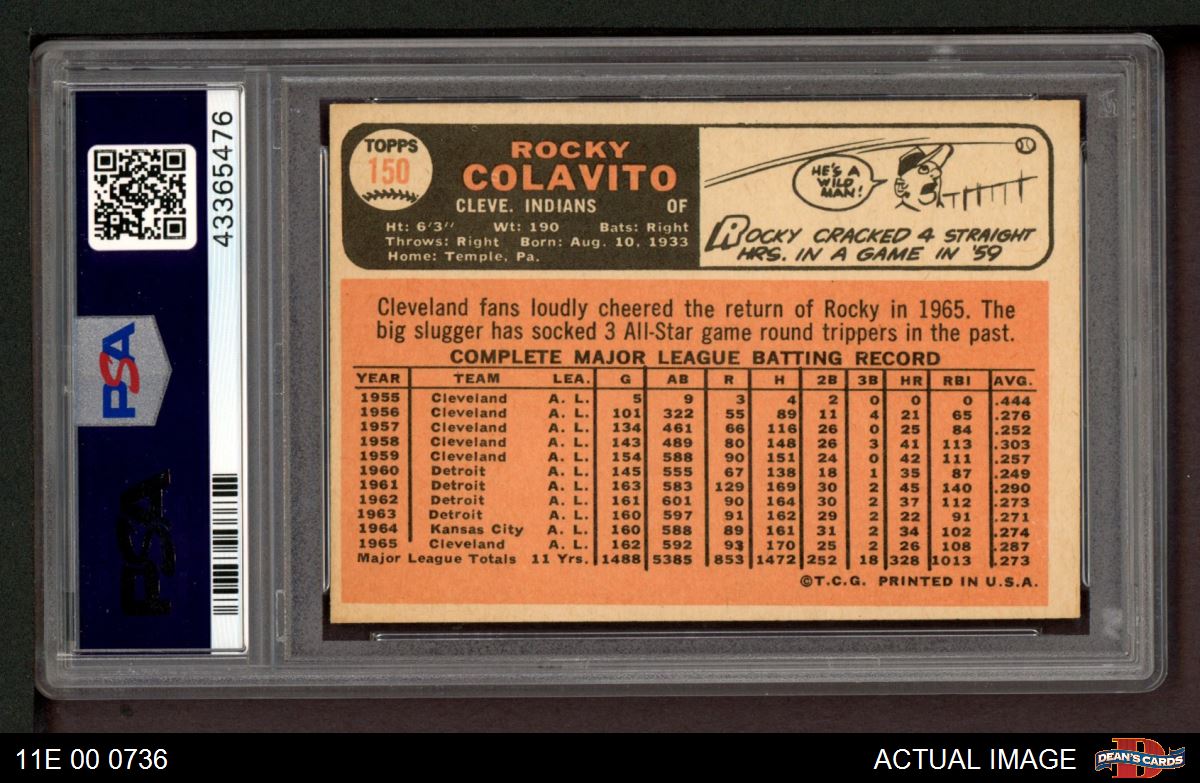 43365476
PSA
PSA
TOPPS
150
ROCKY
COLAVITO
CLEVE. INDIANS OF
Ht: 6'3" Wt: 190 Bats: Right
Throws: Right Born: Aug. 10, 1933
Home: Temple, Pa.
HE'S A
WILD
MAN!
ROCKY CRACKED 4 STRAIGHT
HRS. IN A GAME IN '59
Cleveland fans loudly cheered the return of Rocky in 1965. The
big slugger has socked 3 All-Star game round trippers in the past.
COMPLETE MAJOR LEAGUE BATTING RECORD
YEAR TEAM LEA. G AB R H 2B 3B HR RBI AVG.
1955 Cleveland A. L. 5 9 3 4 2 0 0 0 .444
1956 Cleveland A. L. 101 322 55 89 11 4 21 65 .276
1957 Cleveland A. L. 134 461 66 116 26 0 25 84 .252
1958 Cleveland A. L. 143 489 80 148 26 3 41 113 .303
1959 Cleveland A. L. 154 588 90 151 24 0 42 111 .257
1960 Detroit A. L. 145 555 67 138 18 1 35 87 .249
1961 Detroit A. L. 163 583 129 169 30 2 45 140 .290
1962 Detroit A. L. 161 601 90 164 30 2 37 112 .273
1963 Detroit A. L. 160 597 91 162 29 2 22 91 .271
1964 Kansas City A. L. 160 588 89 161 31 2 34 102 .274
1965 Cleveland A. L. 162 592 93 170 25 2 26 108 .287
Major League Totals 11 Yrs. 1488 5385 853 1472 252 18 328 1013 .273
©T.C.G. PRINTED IN U.S.A.
11E 00 0736
ACTUAL IMAGE
D
DEAN'S CARDS